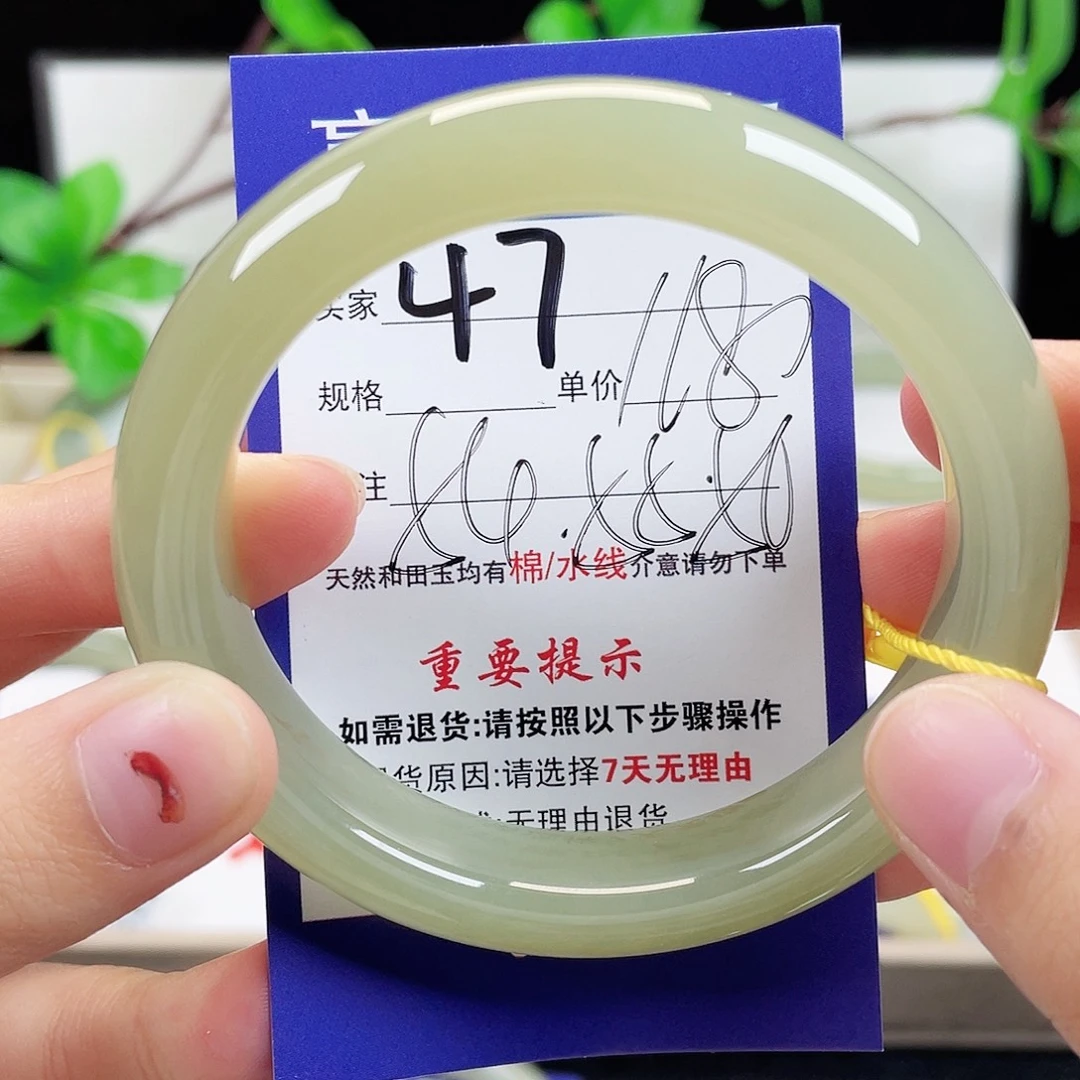 买家 47
规格 单价 118
注
天然和田玉均有棉/水线介意请勿下单
重要提示
如需退货:请按照以下步骤操作
货原因:请选择7天无理由
:无理由退货